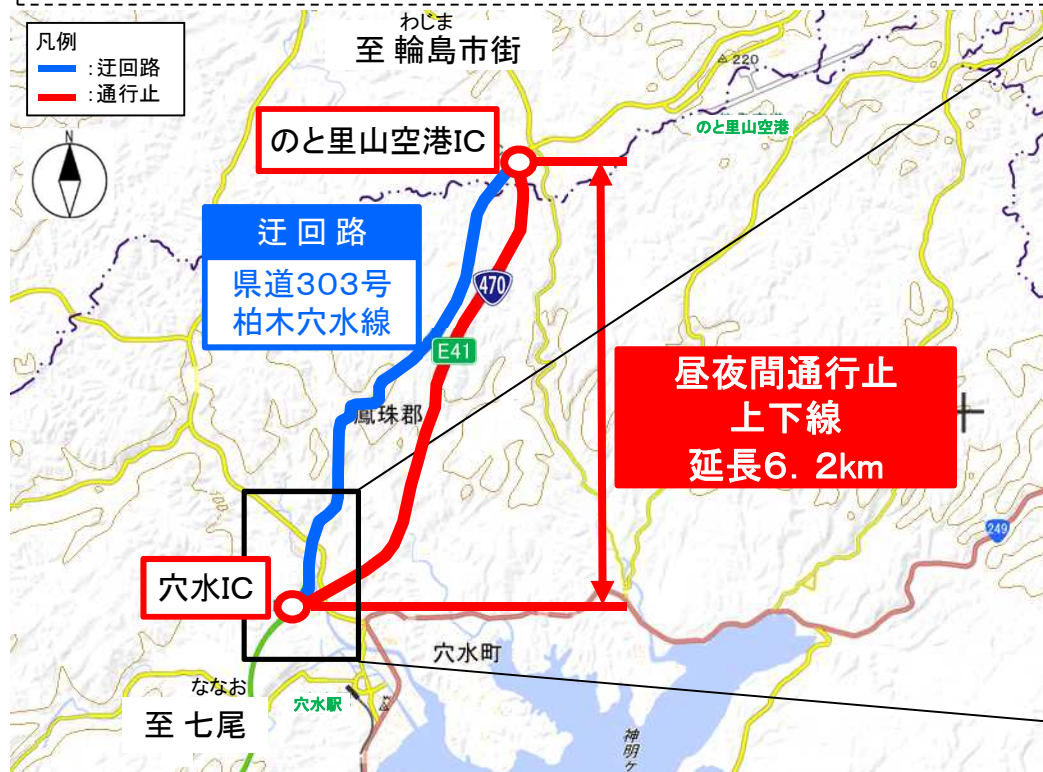 凡例
:迂回路
:通行止
N
わじま
至 輪島市街
220
のと里山空港
のと里山空港IC
迂回路
県道303号
柏木穴水線
470
E41
鳳珠郡
昼夜間通行止
上下線
延長6.2km
100
249
穴水IC
穴水町
ななお
至 七尾
穴水駅
神明ケ